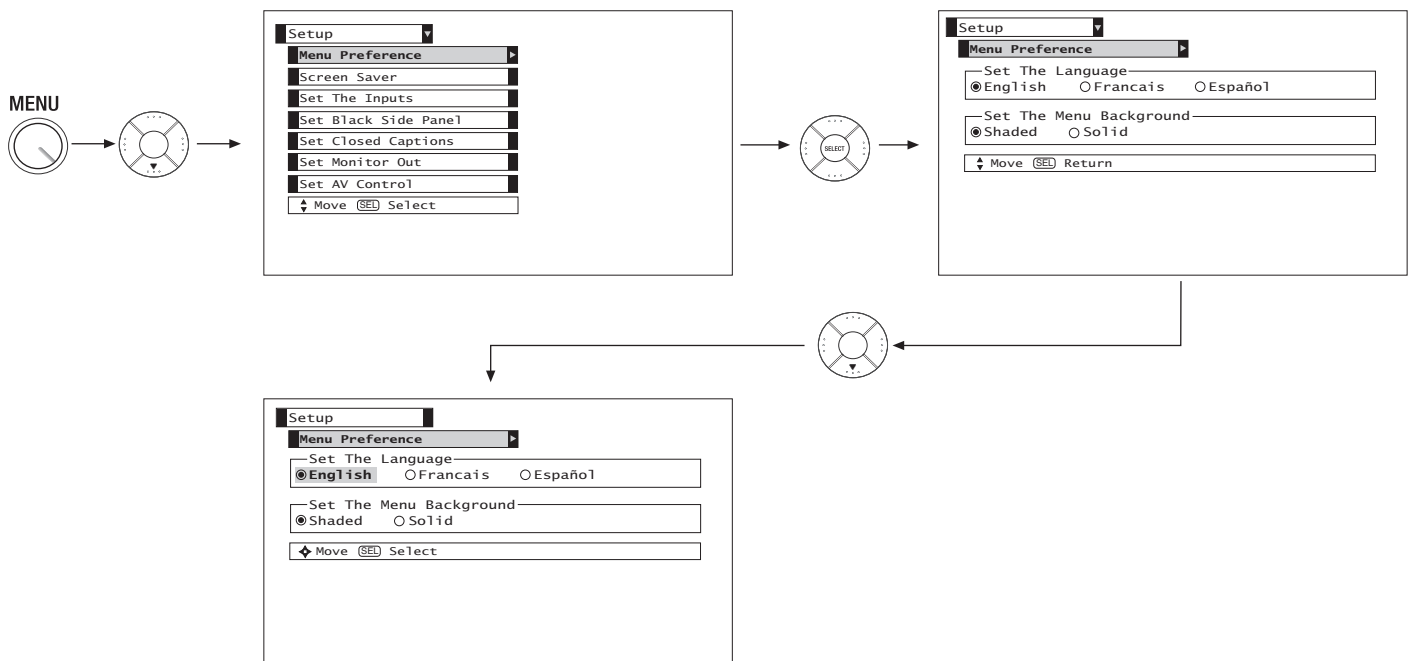 MENU
Setup
Menu Preference
Screen Saver
Set The Inputs
Set Black Side Panel
Set Closed Captions
Set Monitor Out
Set AV Control
Move SEL Select
SELECT
Setup
Menu Preference
Set The Language
English Francais Español
Set The Menu Background
Shaded Solid
Move SEL Return
Setup
Menu Preference
Set The Language
English Francais Español
Set The Menu Background
Shaded Solid
Move SEL Select